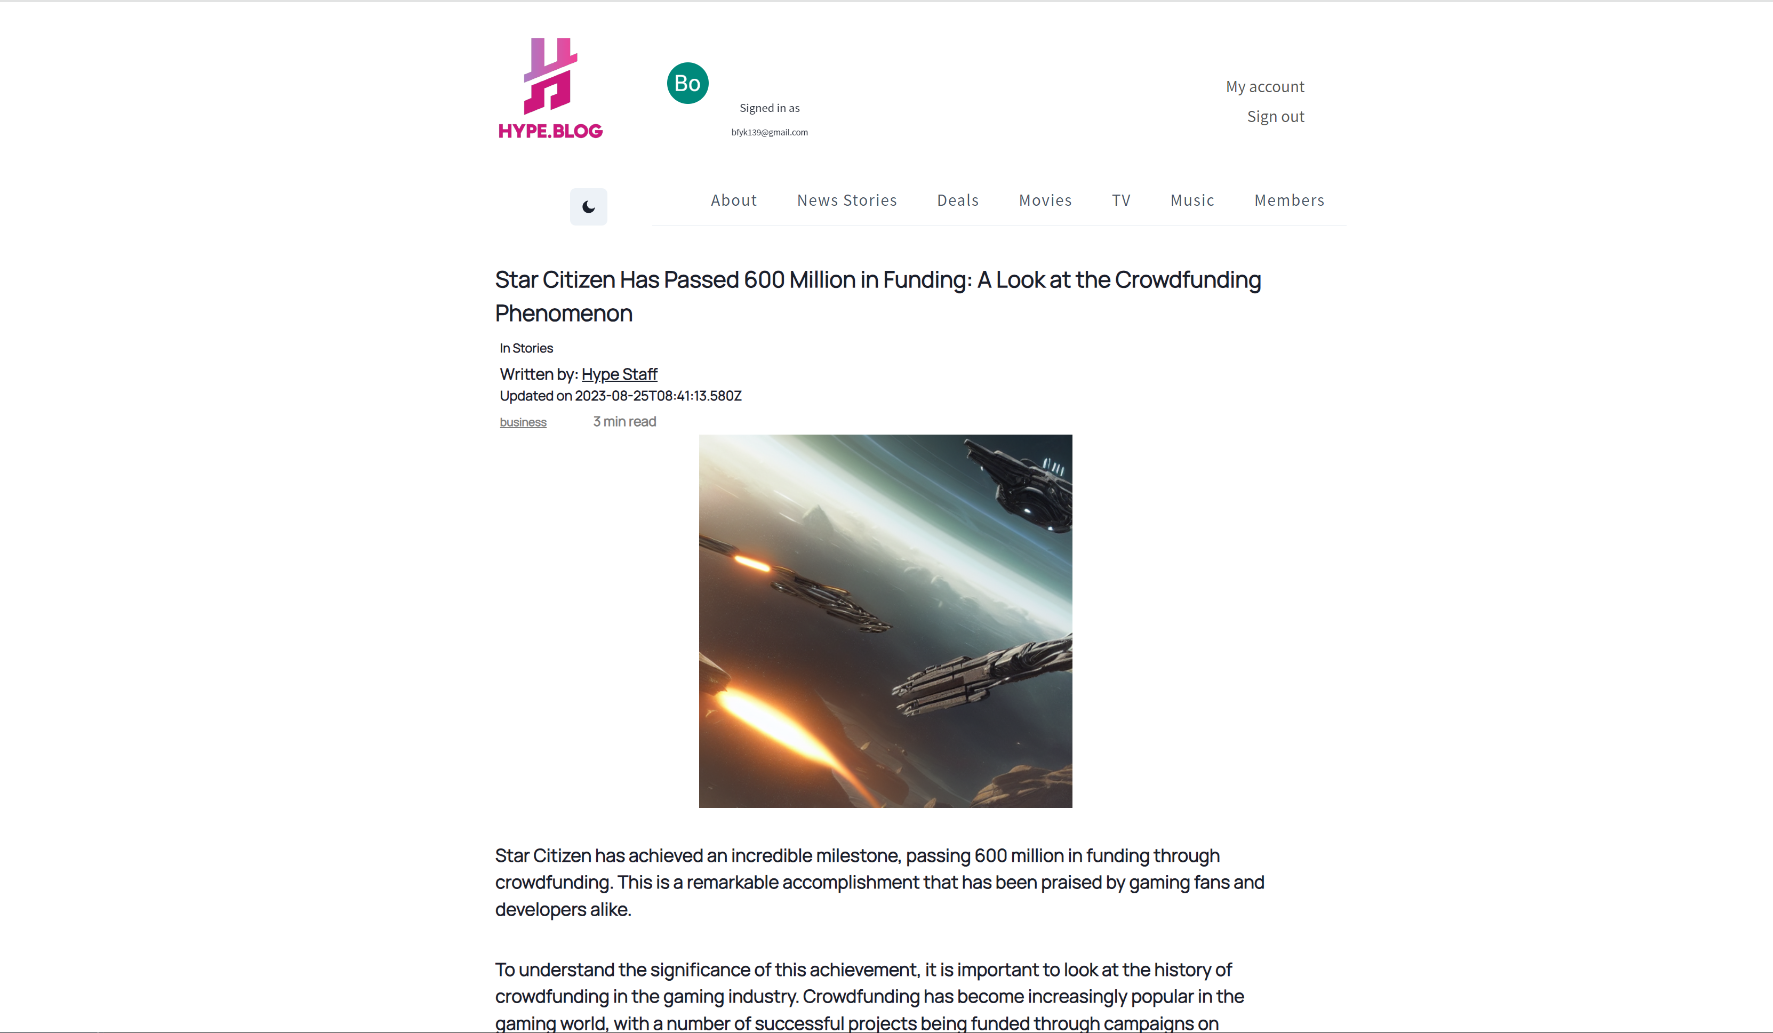 HYPE.BLOG
Bo
Signed in as
bfyk139@gmail.com
My account
Sign out
About News Stories Deals Movies TV Music Members
Star Citizen Has Passed 600 Million in Funding: A Look at the Crowdfunding
Phenomenon
In Stories
Written by: Hype Staff
Updated on 2023-08-25T08:41:13.580Z
business 3 min read
Star Citizen has achieved an incredible milestone, passing 600 million in funding through
crowdfunding. This is a remarkable accomplishment that has been praised by gaming fans and
developers alike.
To understand the significance of this achievement, it is important to look at the history of
crowdfunding in the gaming industry. Crowdfunding has become increasingly popular in the
gaming world, with a number of successful projects being funded through campaigns on